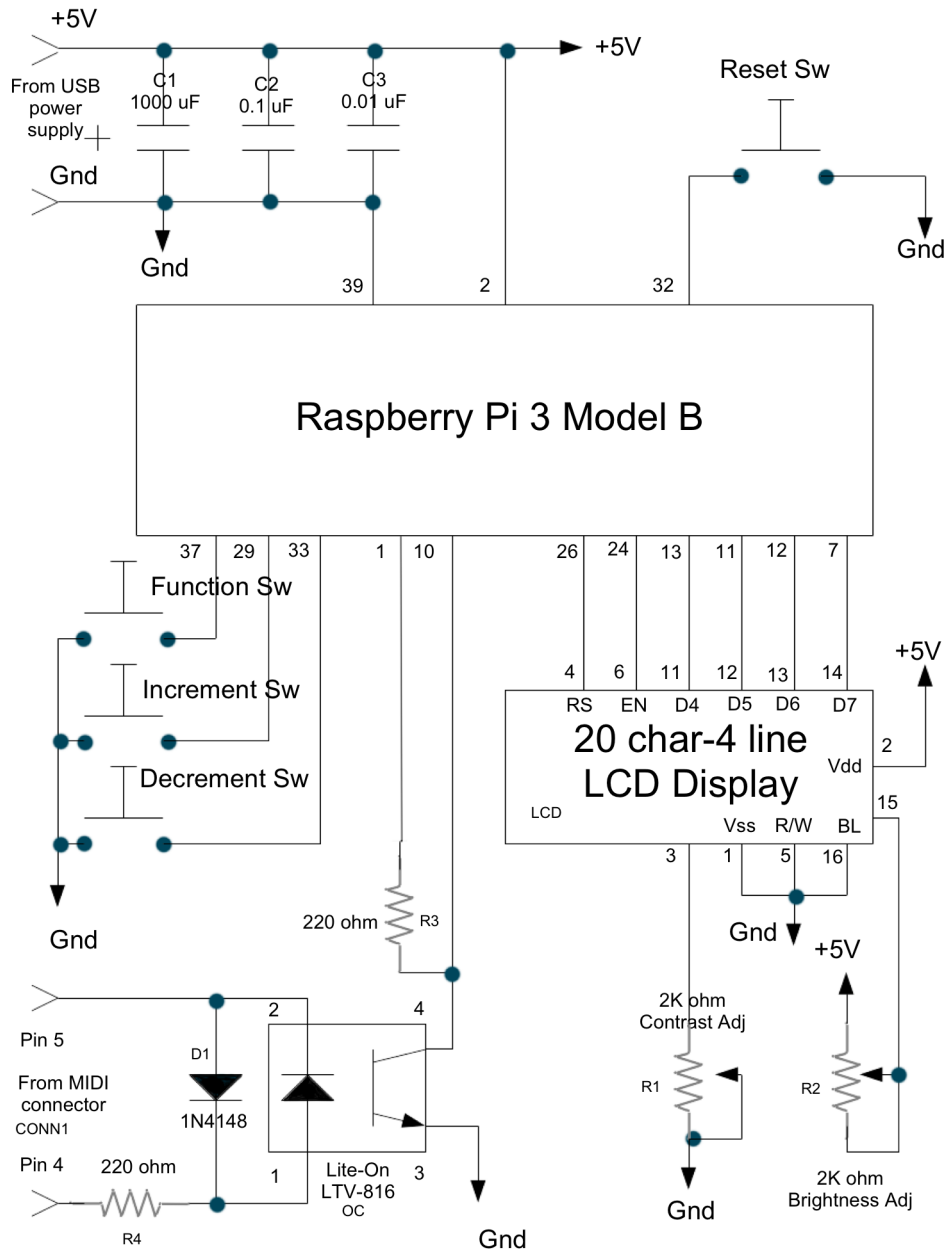 +5V
+5V
From USB
power
supply
C1
1000 uF
C2
0.1 uF
C3
0.01 uF
Reset Sw
Gnd
Gnd
Gnd
39
2
32
Raspberry Pi 3 Model B
37
29
33
1
10
26
24
13
11
12
7
Function Sw
Increment Sw
Decrement Sw
Gnd
+5V
4
6
11
12
13
14
RS
EN
D4
D5
D6
D7
20 char-4 line
LCD Display
LCD
2
Vdd
15
Vss
R/W
BL
3
1
5
16
Gnd
+5V
220 ohm
R3
2K ohm
Contrast Adj
R1
R2
Gnd
2K ohm
Brightness Adj
Pin 5
D1
2
4
From MIDI
connector
CONN1
1N4148
Pin 4
220 ohm
R4
1
Lite-On
LTV-816
OC
3
Gnd